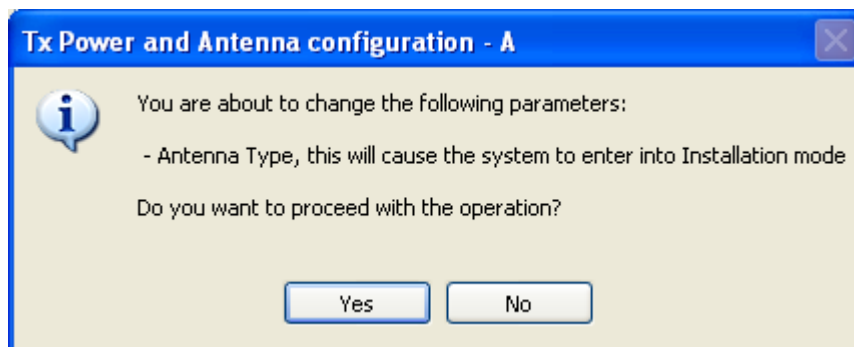 Tx Power and Antenna configuration - A
You are about to change the following parameters:
- Antenna Type, this will cause the system to enter into Installation mode
Do you want to proceed with the operation?
Yes No